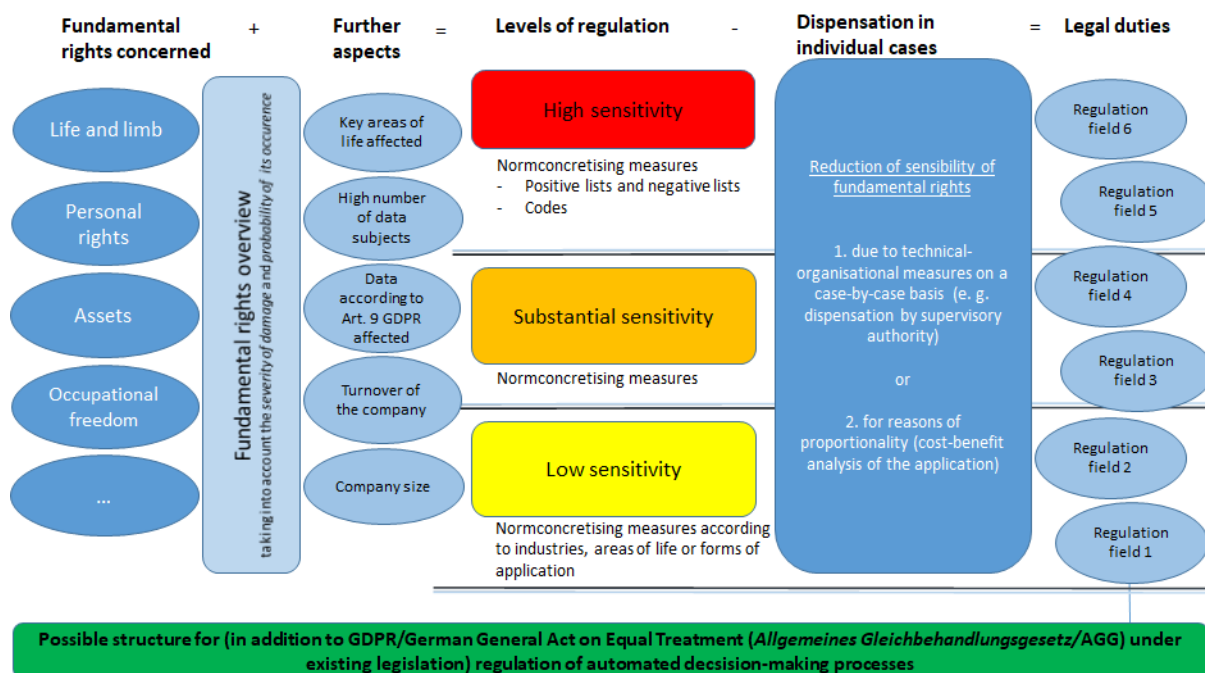 Fundamental
rights concerned
+
Further
aspects
=
Levels of regulation
-
Dispensation in
individual cases
=
Legal duties
Life and limb
Personal
rights
Assets
Occupational
freedom
...
Fundamental rights overview
taking into account the severity of damage and probability of its occurence
Key areas of
life affected
High number
of data
subjects
Data
according to
Art. 9 GDPR
affected
Turnover of
the company
Company size
High sensitivity
Normconcretising measures
- Positive lists and negative lists
- Codes
Substantial sensitivity
Normconcretising measures
Low sensitivity
Normconcretising measures according
to industries, areas of life or forms of
application
Reduction of sensibility of
fundamental rights
1. due to technical-
organisational measures on a
case-by-case basis (e. g.
dispensation by supervisory
authority)
or
2. for reasons of
proportionality (cost-benefit
analysis of the application)
Regulation
field 6
Regulation
field 5
Regulation
field 4
Regulation
field 3
Regulation
field 2
Regulation
field 1
Possible structure for (in addition to GDPR/German General Act on Equal Treatment (Allgemeines Gleichbehandlungsgesetz/AGG) under
existing legislation) regulation of automated decsision-making processes